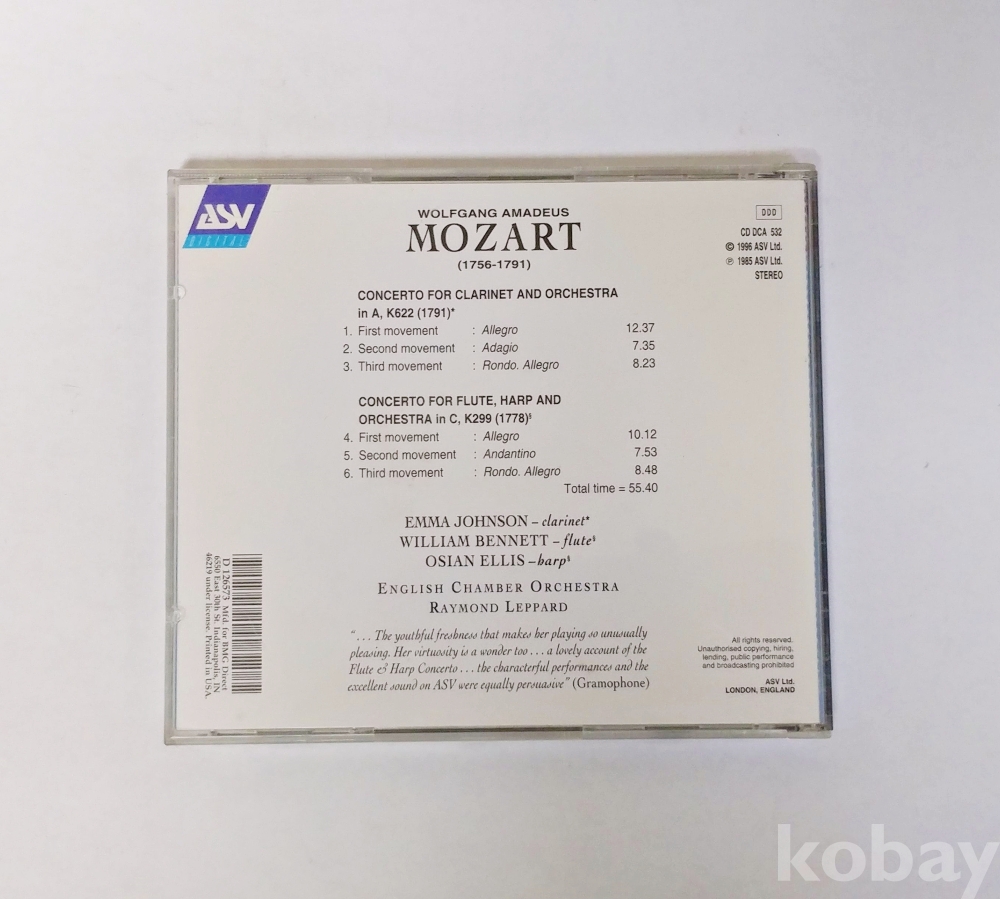 ASV
DIGITAL
WOLFGANG AMADEUS
MOZART
(1756-1791)
DDD
CD DCA 532
© 1996 ASV Ltd.
℗ 1985 ASV Ltd.
STEREO
CONCERTO FOR CLARINET AND ORCHESTRA
in A, K622 (1791)*
1. First movement : Allegro 12.37
2. Second movement : Adagio 7.35
3. Third movement : Rondo. Allegro 8.23
CONCERTO FOR FLUTE, HARP AND
ORCHESTRA in C, K299 (1778)§
4. First movement : Allegro 10.12
5. Second movement : Andantino 7.53
6. Third movement : Rondo. Allegro 8.48
Total time = 55.40
EMMA JOHNSON – clarinet*
WILLIAM BENNETT – flute§
OSIAN ELLIS – harp§
ENGLISH CHAMBER ORCHESTRA
RAYMOND LEPPARD
“... The youthful freshness that makes her playing so unusually
pleasing. Her virtuosity is a wonder too ... a lovely account of the
Flute & Harp Concerto ... the characterful performances and the
excellent sound on ASV were equally persuasive” (Gramophone)
D 126573 Mfd. for BMG Direct
6550 East 30th St. Indianapolis, IN
46219 under license. Printed in USA.
All rights reserved.
Unauthorised copying, hiring,
lending, public performance
and broadcasting prohibited
ASV Ltd.
LONDON, ENGLAND
kobay